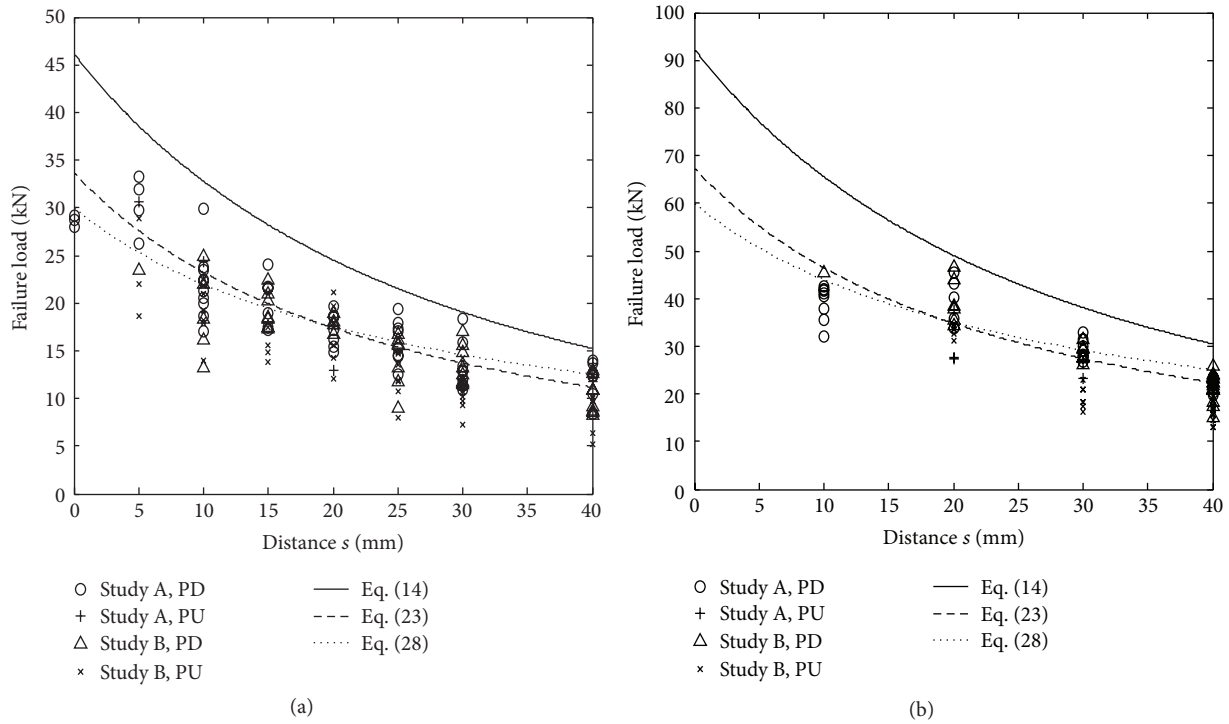 50
45
40
35
30
25
20
15
10
5
0
Failure load (kN)
0 5 10 15 20 25 30 35 40
Distance s (mm)
Study A, PD
Study A, PU
Study B, PD
Study B, PU
Eq. (14)
Eq. (23)
Eq. (28)
(a)
100
90
80
70
60
50
40
30
20
10
0
Failure load (kN)
0 5 10 15 20 25 30 35 40
Distance s (mm)
Study A, PD
Study A, PU
Study B, PD
Study B, PU
Eq. (14)
Eq. (23)
Eq. (28)
(b)